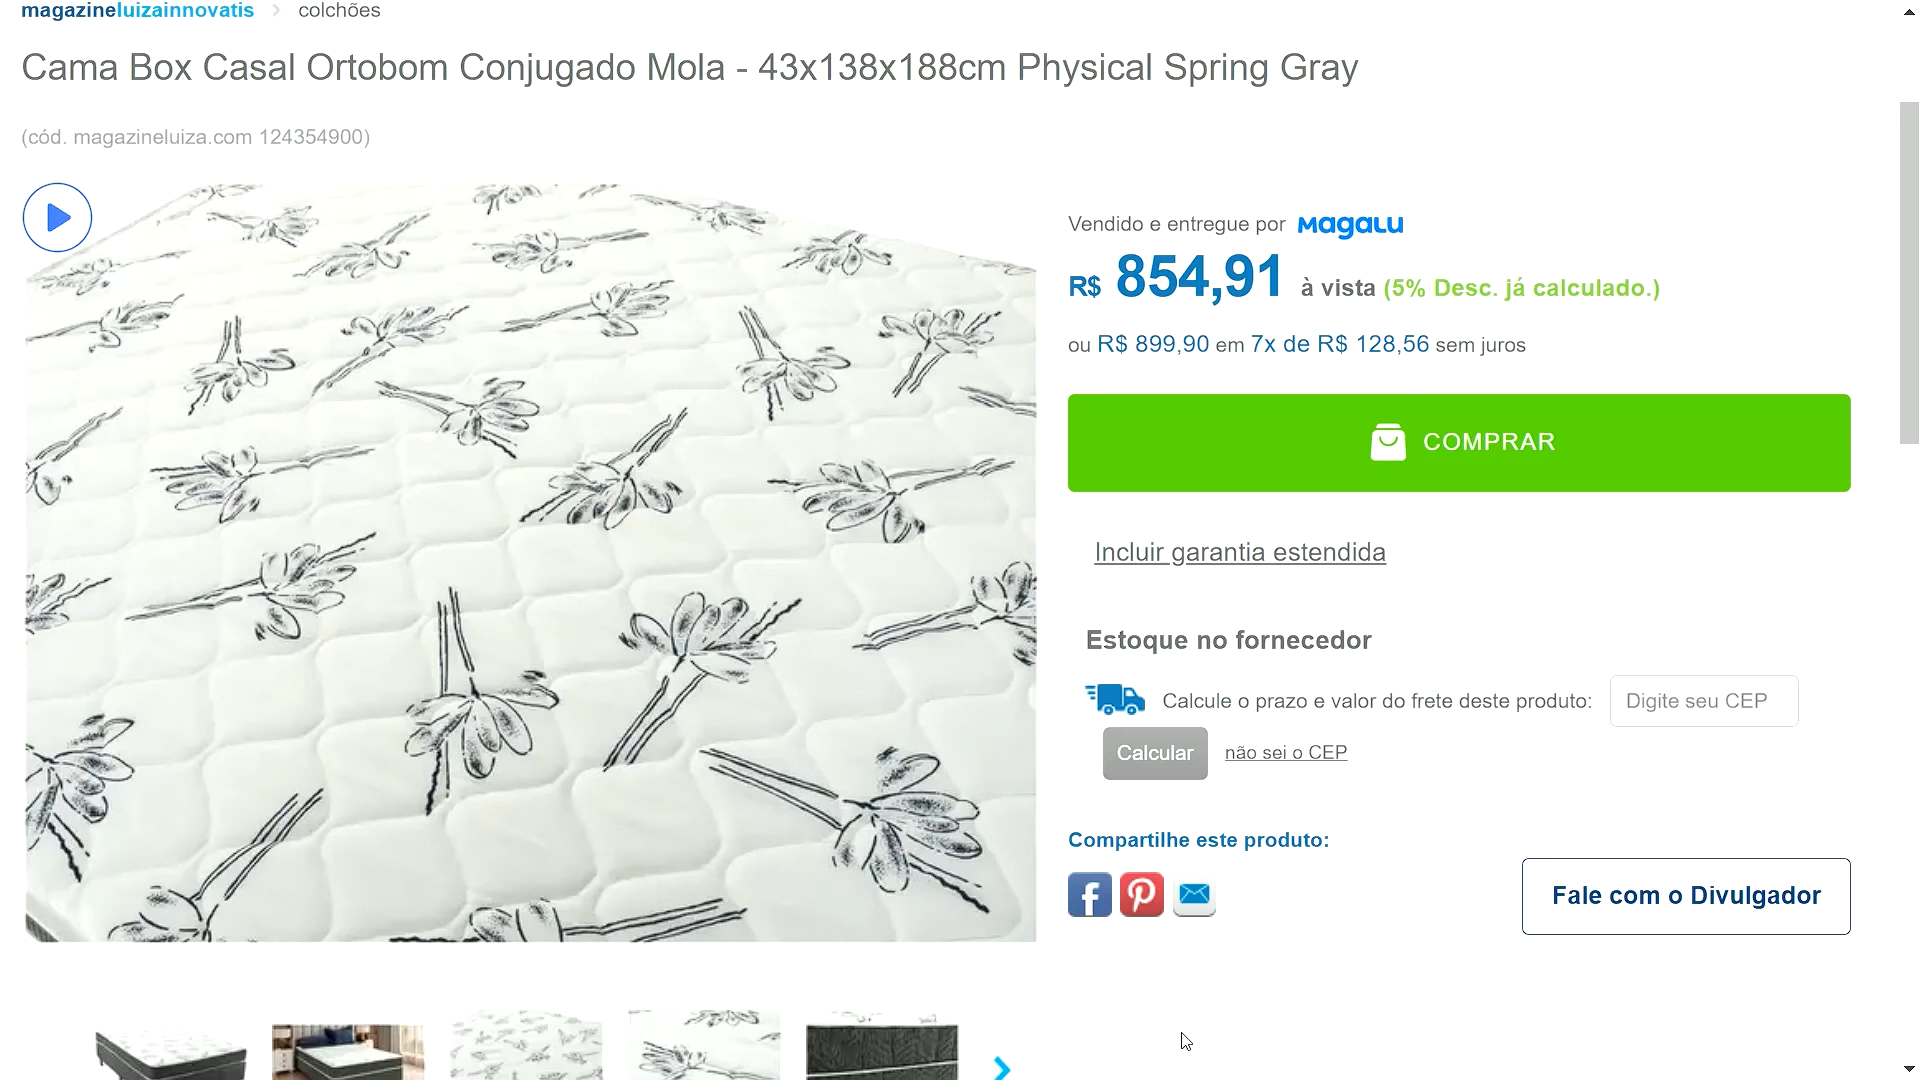 magazineluizainnovatis > colchões
Cama Box Casal Ortobom Conjugado Mola - 43x138x188cm Physical Spring Gray
(cód. magazineluiza.com 124354900)
Vendido e entregue por magalu
R$ 854,91 à vista (5% Desc. já calculado.)
ou R$ 899,90 em 7x de R$ 128,56 sem juros
COMPRAR
Incluir garantia estendida
Estoque no fornecedor
Calcule o prazo e valor do frete deste produto: Digite seu CEP
Calcular não sei o CEP
Compartilhe este produto:
Fale com o Divulgador